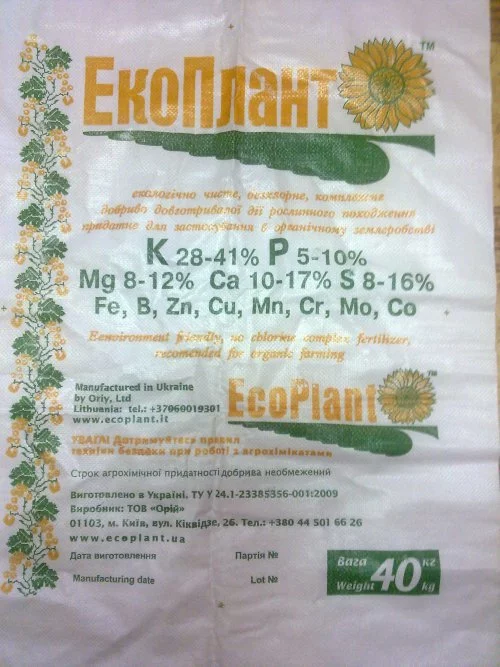 ЕкоПлант TM
екологічно чисте, безхлорне, комплексне
добриво довготривалої дії рослинного походження
придатне для застосування в органічному землеробстві
K 28-41% P 5-10%
Mg 8-12% Ca 10-17% S 8-16%
Fe, B, Zn, Cu, Mn, Cr, Mo, Co
Eenvironment friendly, no chlorine complex fertilizer,
recomended for organic farming
Manufactured in Ukraine
by Oriy, Ltd
Lithuania: tel.: +37060019301
www.ecoplant.lt
EcoPlant TM
УВАГА! Дотримуйтесь правил
техніки безпеки при роботі з агрохімікатами
Строк агрохімічної придатності добрива необмежений
Виготовлено в Україні, ТУ У 24.1-23385356-001:2009
Виробник: ТОВ «Орій»
01103, м. Київ, вул. Кіквідзе, 26. Тел.: +380 44 501 66 26
www.ecoplant.ua
Дата виготовлення Партія №
Manufacturing date Lot №
Вага 40 кг
Weight kg